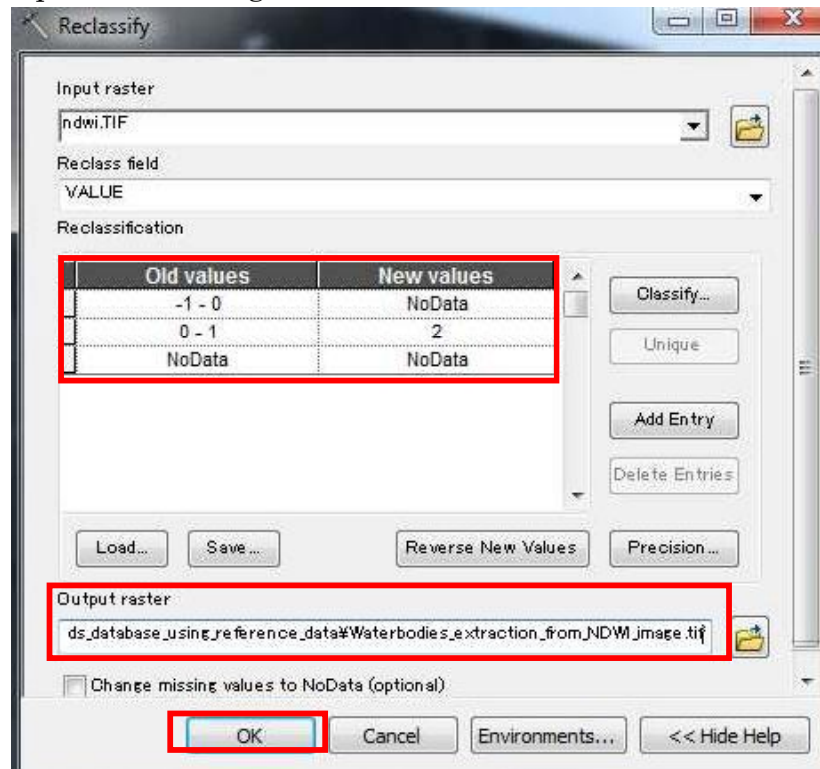 Reclassify
Input raster
ndwi.TIF
Reclass field
VALUE
Reclassification
Old values New values
-1 - 0 NoData
0 - 1 2
NoData NoData
Classify...
Unique
Add Entry
Delete Entries
Load... Save... Reverse New Values Precision...
Output raster
ds_database_using_reference_data¥Waterbodies_extraction_from_NDWI_image.tif
Change missing values to NoData (optional)
OK Cancel Environments... << Hide Help